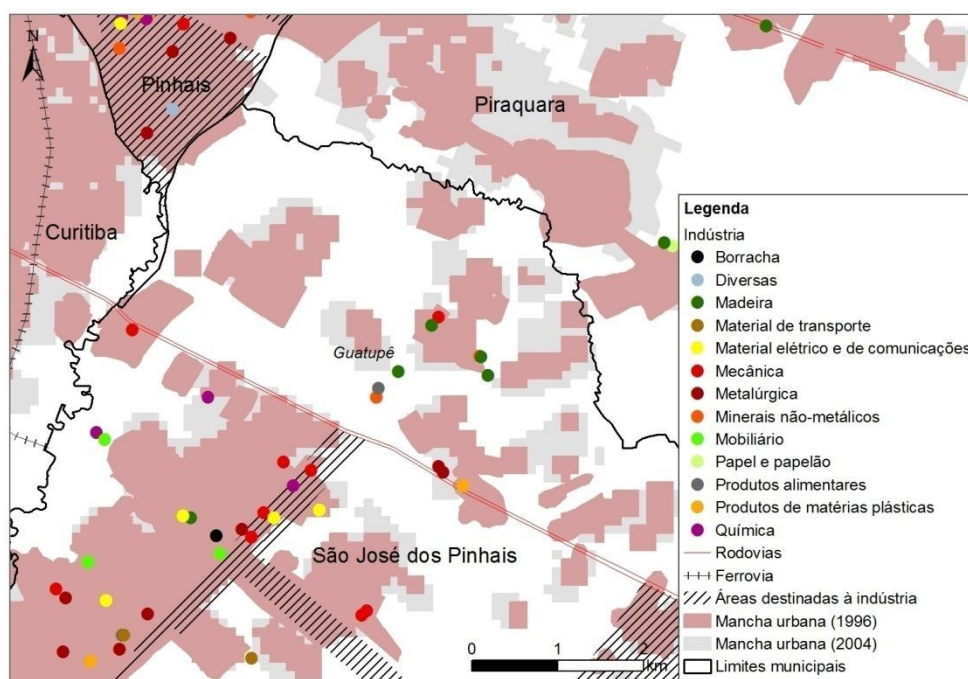 N
Pinhais
Piraquara
Curitiba
Guatupê
São José dos Pinhais
0 1 2
km
Legenda
Indústria
Borracha
Diversas
Madeira
Material de transporte
Material elétrico e de comunicações
Mecânica
Metalúrgica
Minerais não-metálicos
Mobiliário
Papel e papelão
Produtos alimentares
Produtos de matérias plásticas
Química
Rodovias
Ferrovia
Áreas destinadas à indústria
Mancha urbana (1996)
Mancha urbana (2004)
Limites municipais